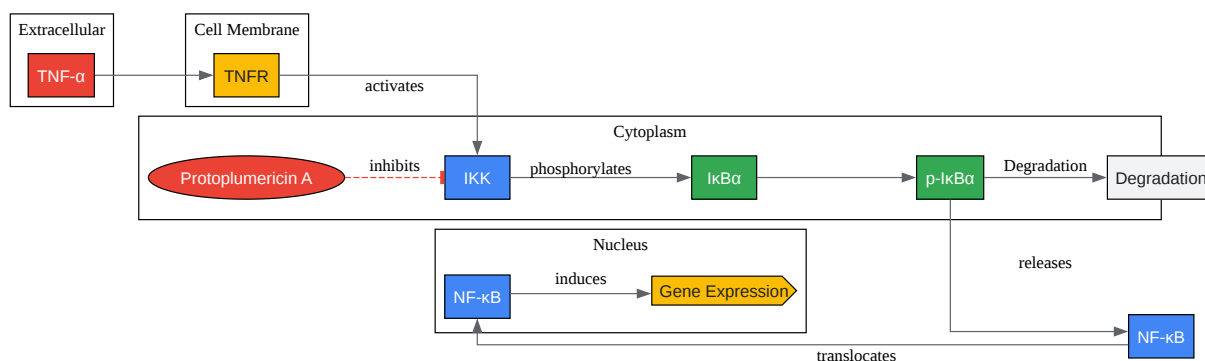 Extracellular
Cell Membrane
TNF-α
TNFR
activates
Cytoplasm
Protoplumericin A
inhibits
IKK
phosphorylates
IκBα
p-IκBα
Degradation
Degradation
Nucleus
NF-κB
induces
Gene Expression
releases
NF-κB
translocates